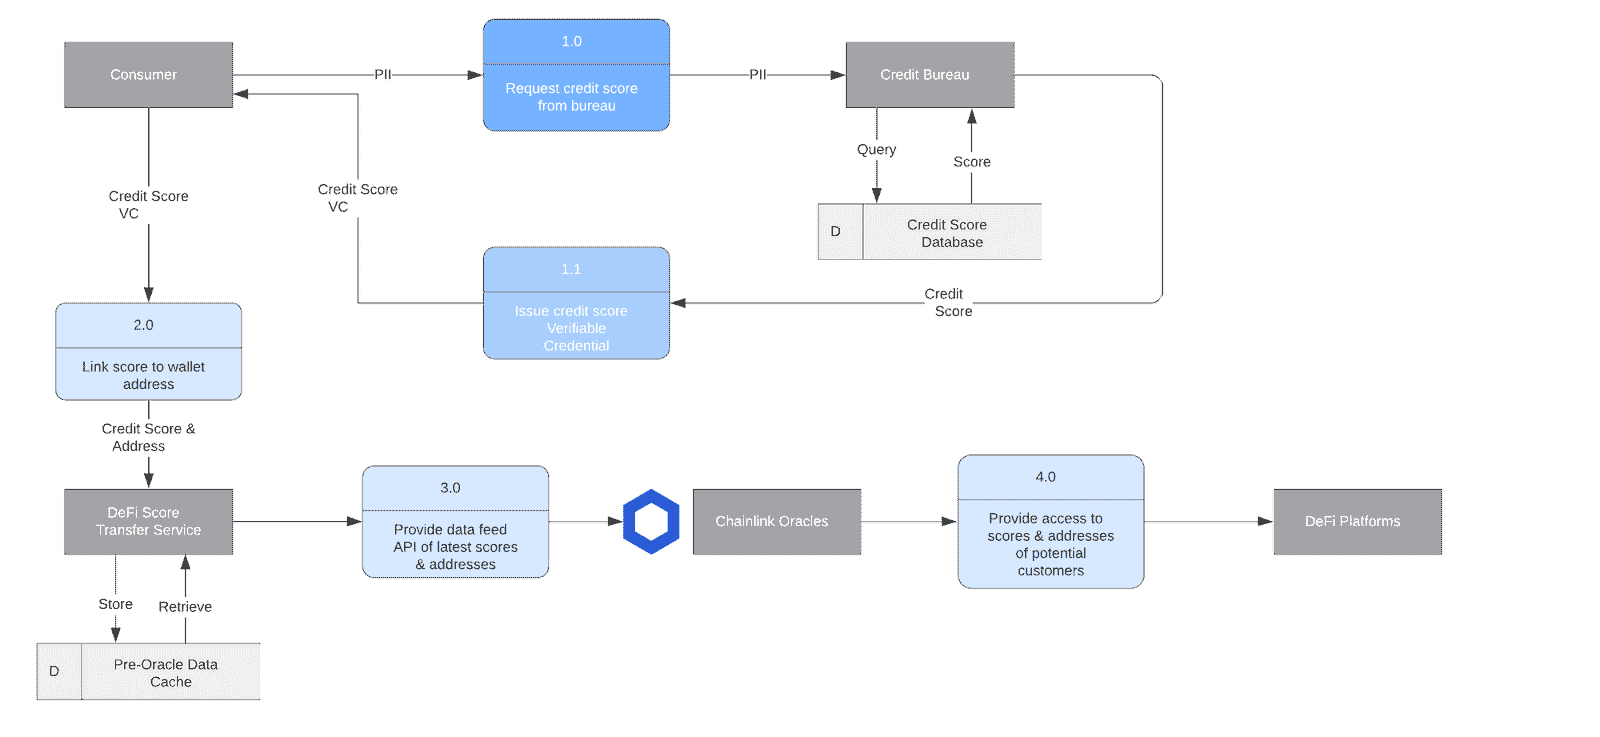 1.0
Consumer
PII
Request credit score
from bureau
PII
Credit Bureau
Query
Score
Credit Score
VC
Credit Score
VC
D
Credit Score
Database
1.1
Issue credit score
Verifiable
Credential
Credit
Score
2.0
Link score to wallet
address
Credit Score &
Address
DeFi Score
Transfer Service
3.0
Provide data feed
API of latest scores
& addresses
Chainlink Oracles
4.0
Provide access to
scores & addresses
of potential
customers
DeFi Platforms
Store
Retrieve
D
Pre-Oracle Data
Cache